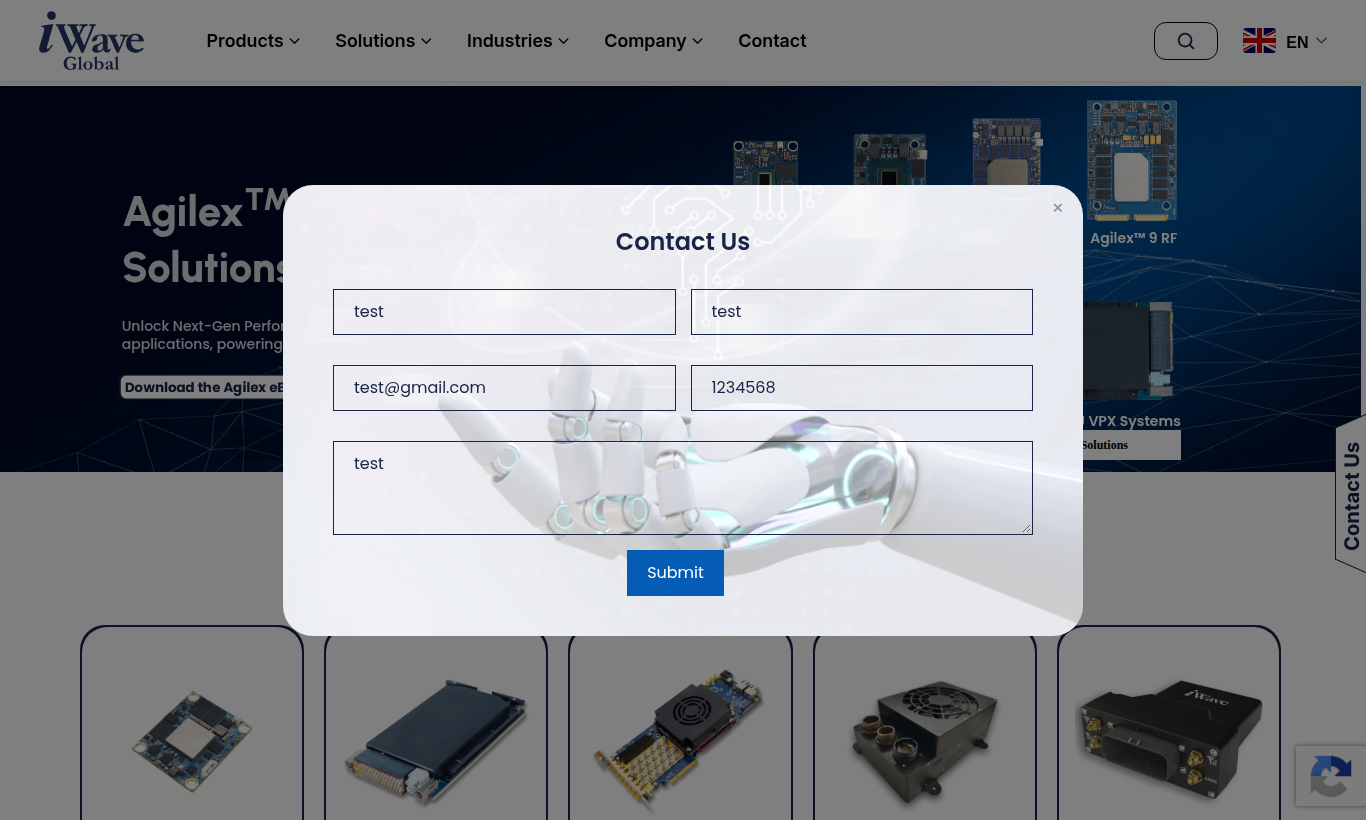 iWave
Global
Products
Solutions
Industries
Company
Contact
EN
Agilex™
Solutions
Unlock Next-Gen Perfor
applications, powering
Download the Agilex eB
Agilex™ 9 RF
VPX Systems
Solutions
×
Contact Us
test
test
test@gmail.com
1234568
test
Submit
Contact Us
iWave